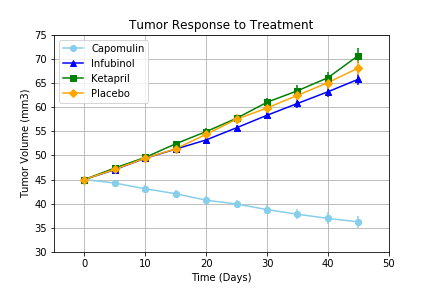 Tumor Response to Treatment
Capomulin
Infubinol
Ketapril
Placebo
Tumor Volume (mm3)
75
70
65
60
55
50
45
40
35
30
0 10 20 30 40 50
Time (Days)